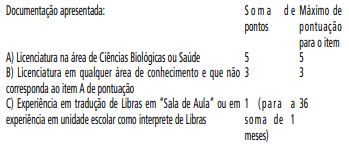 Documentação apresentada: Soma de Máximo de
pontos pontuação
para o item
A) Licenciatura na área de Ciências Biológicas ou Saúde 5 5
B) Licenciatura em qualquer área de conhecimento e que não 3 3
corresponda ao item A de pontuação
C) Experiência em tradução de Libras em "Sala de Aula" ou em 1 (para a 36
experiência em unidade escolar como interprete de Libras soma de 1
meses)